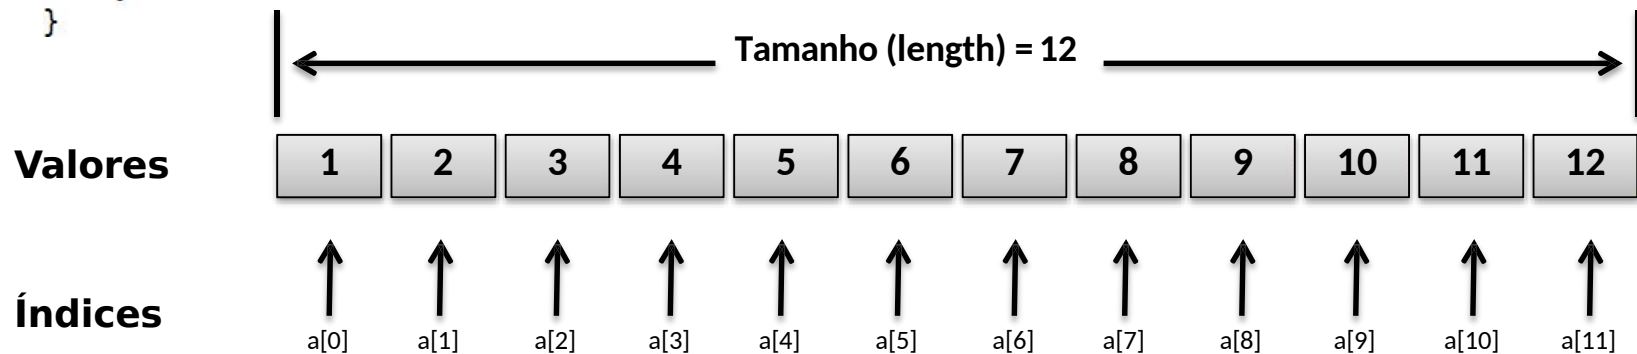 }
Tamanho (length) = 12
Valores 1 2 3 4 5 6 7 8 9 10 11 12
Índices a[0] a[1] a[2] a[3] a[4] a[5] a[6] a[7] a[8] a[9] a[10] a[11]